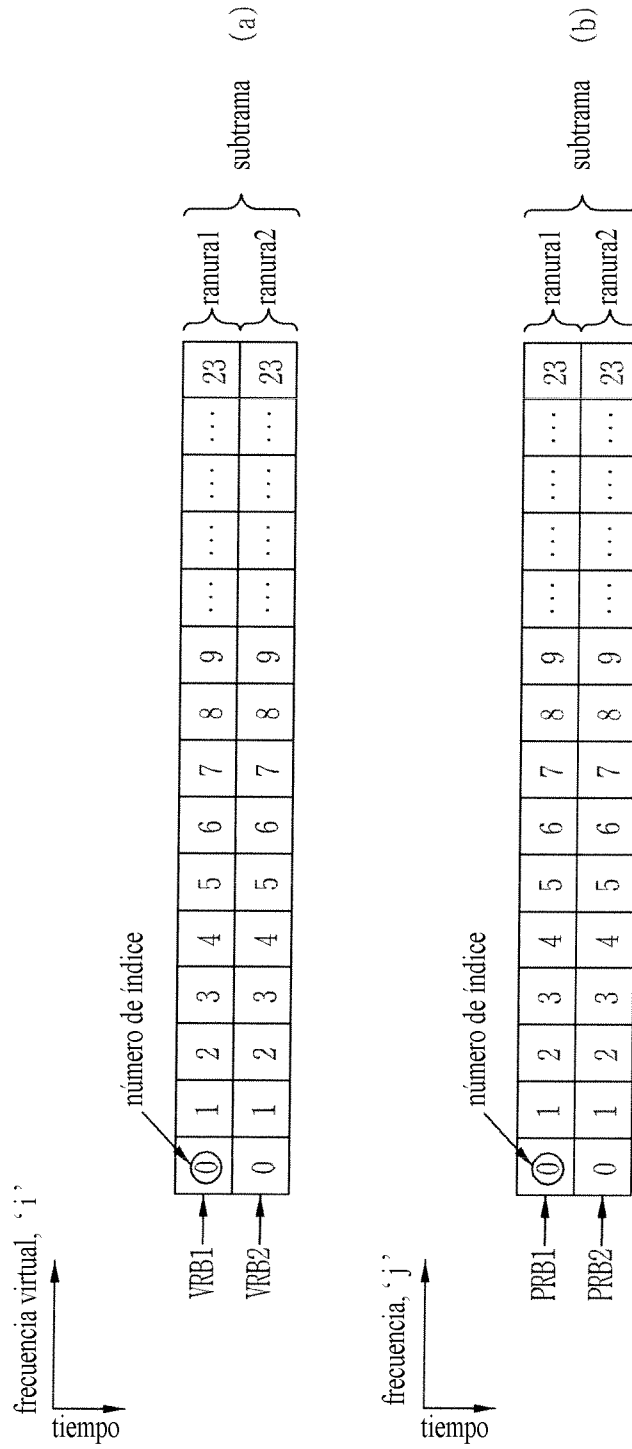 frecuencia virtual, ‘i’
tiempo
número de índice
VRB1 0 1 2 3 4 5 6 7 8 9 ... ... ... ... 23 ranura1
VRB2 0 1 2 3 4 5 6 7 8 9 ... ... ... ... 23 ranura2
subtrama
(a)
frecuencia, ‘j’
tiempo
número de índice
PRB1 0 1 2 3 4 5 6 7 8 9 ... ... ... ... 23 ranura1
PRB2 0 1 2 3 4 5 6 7 8 9 ... ... ... ... 23 ranura2
subtrama
(b)